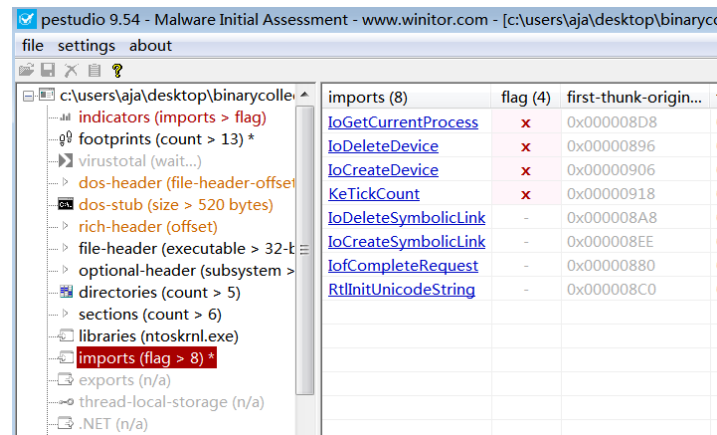 pestudio 9.54 - Malware Initial Assessment - www.winitor.com - [c:\users\aja\desktop\binaryco
file settings about
c:\users\aja\desktop\binarycolle
indicators (imports > flag)
footprints (count > 13) *
virustotal (wait...)
dos-header (file-header-offset
dos-stub (size > 520 bytes)
rich-header (offset)
file-header (executable > 32-b
optional-header (subsystem >
directories (count > 5)
sections (count > 6)
libraries (ntoskrnl.exe)
imports (flag > 8) *
exports (n/a)
thread-local-storage (n/a)
.NET (n/a)
imports (8) flag (4) first-thunk-origin...
IoGetCurrentProcess x 0x000008D8
IoDeleteDevice x 0x00000896
IoCreateDevice x 0x00000906
KeTickCount x 0x00000918
IoDeleteSymbolicLink - 0x000008A8
IoCreateSymbolicLink - 0x000008EE
IofCompleteRequest - 0x00000880
RtlInitUnicodeString - 0x000008C0